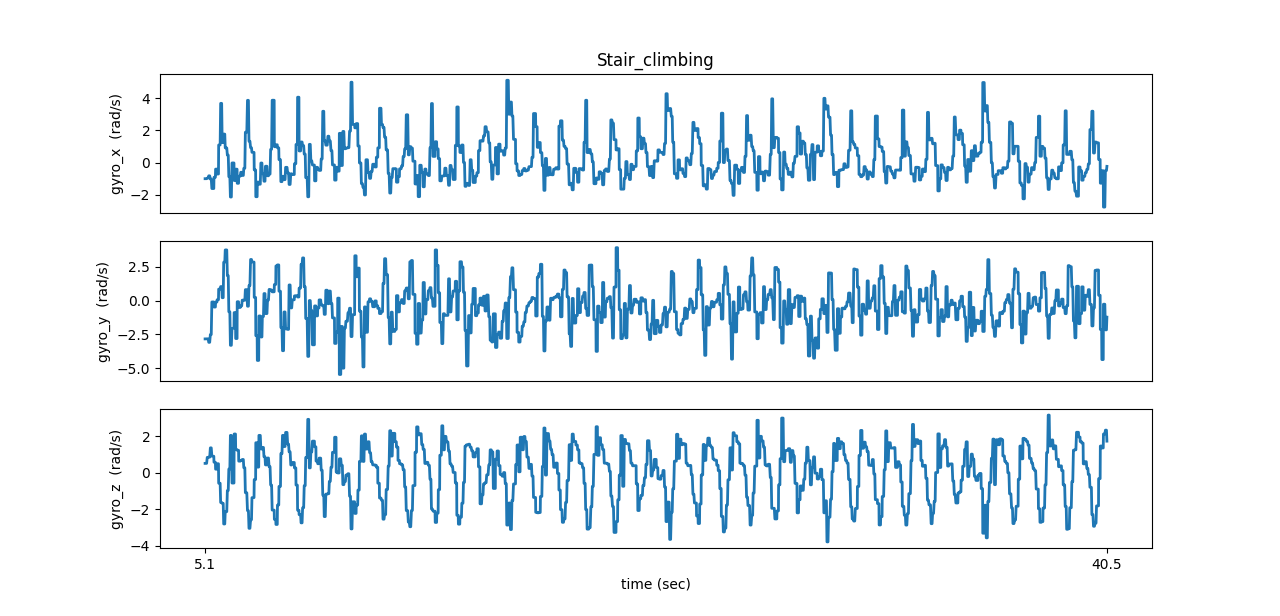 Stair_climbing
gyro_x (rad/s)
4
2
0
−2
gyro_y (rad/s)
2.5
0.0
−2.5
−5.0
gyro_z (rad/s)
2
0
−2
−4
5.1
40.5
time (sec)